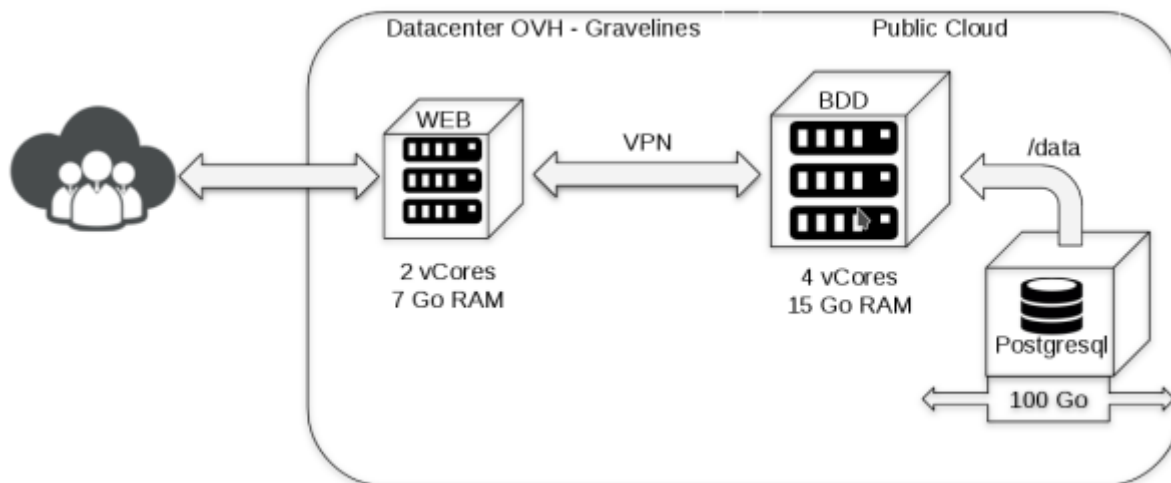 Datacenter OVH - Gravelines
Public Cloud
WEB
BDD
VPN
/data
2 vCores
7 Go RAM
4 vCores
15 Go RAM
Postgresql
100 Go